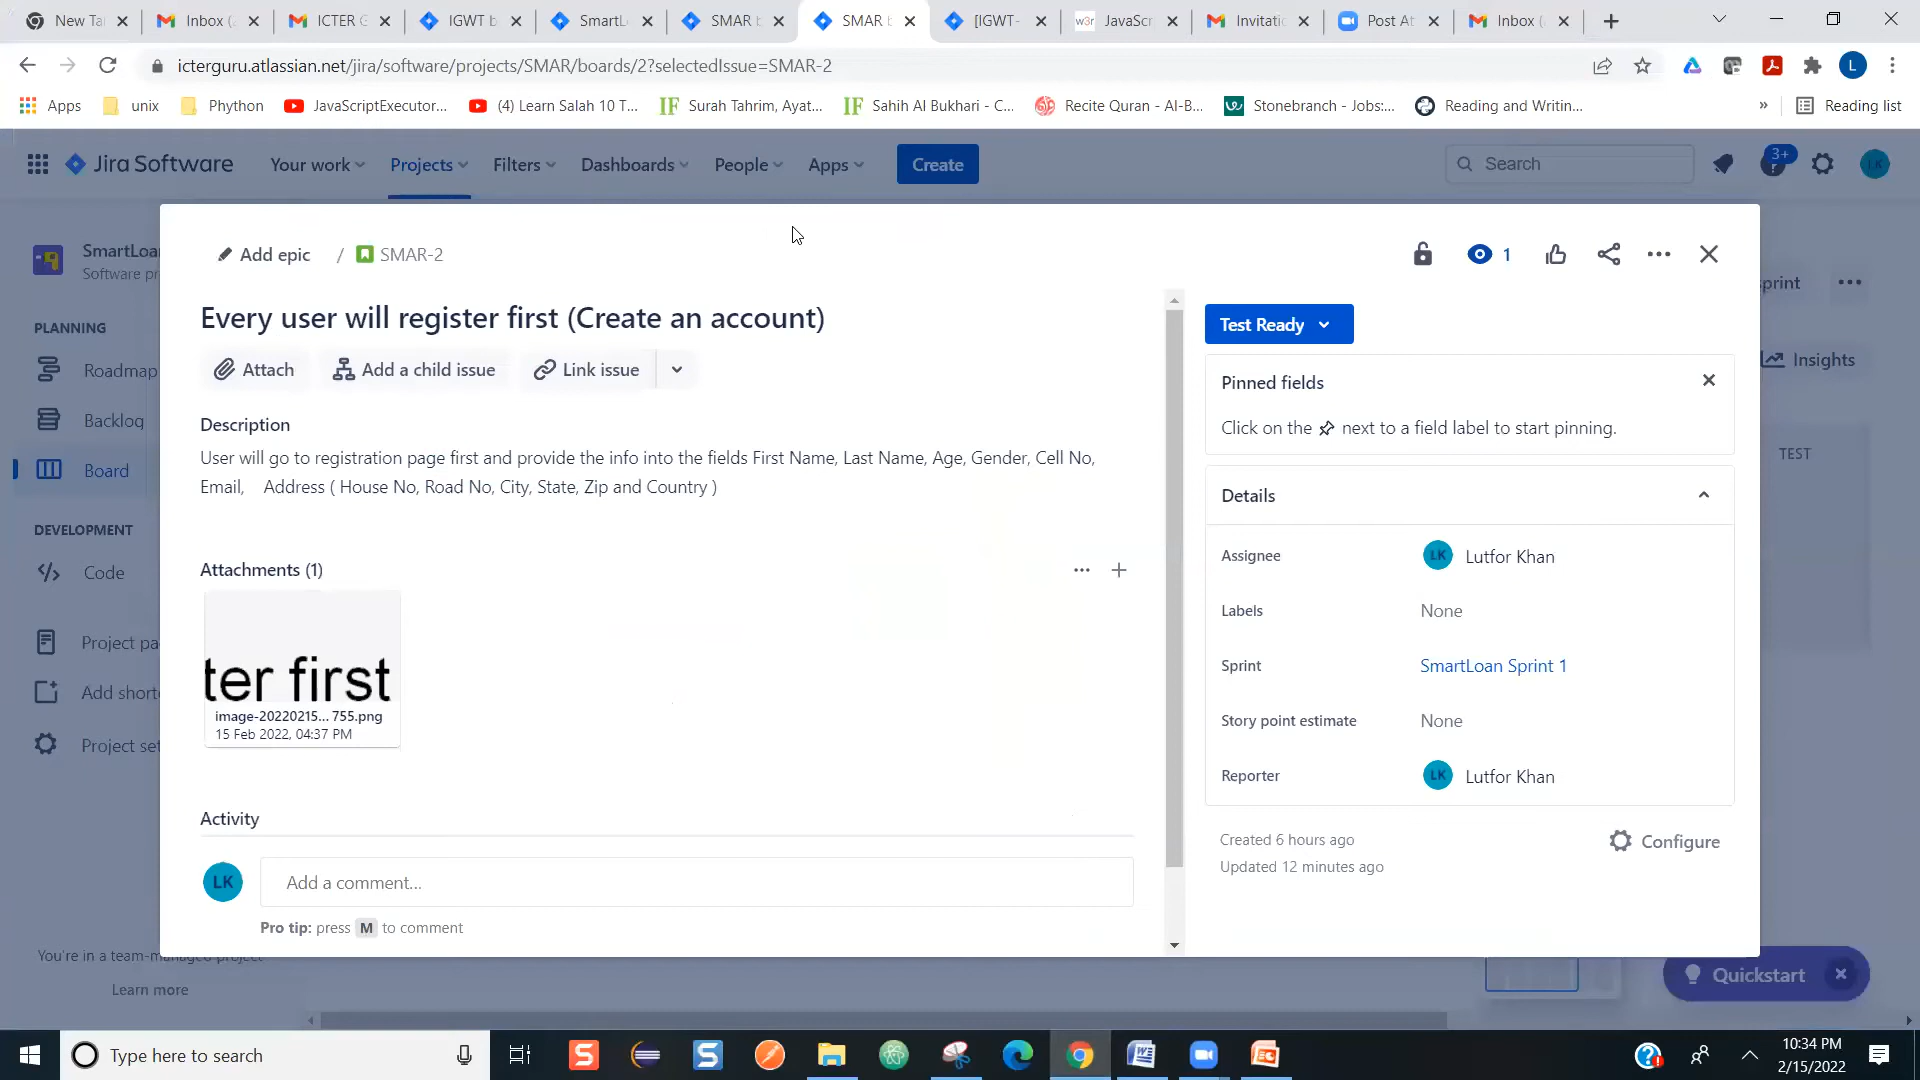 New Ta
Inbox (
ICTER G
IGWT b
SmartL
SMAR b
SMAR b
[IGWT-
w3r JavaScr
Invitatio
Post At
Inbox (
icterguru.atlassian.net/jira/software/projects/SMAR/boards/2?selectedIssue=SMAR-2
L
Apps
unix
Phython
JavaScriptExecutor...
(4) Learn Salah 10 T...
IF Surah Tahrim, Ayat...
IF Sahih Al Bukhari - C...
Recite Quran - Al-B...
Stonebranch - Jobs:...
Reading and Writin...
»
Reading list
Jira Software
Your work
Projects
Filters
Dashboards
People
Apps
Create
Search
3+
LK
SmartLoa
Software pr
PLANNING
Roadmap
Backlog
Board
DEVELOPMENT
Code
Project pa
Add short
Project set
You're in a team-managed project
Learn more
Add epic / SMAR-2
1
Every user will register first (Create an account)
Attach
Add a child issue
Link issue
Description
User will go to registration page first and provide the info into the fields First Name, Last Name, Age, Gender, Cell No,
Email, Address ( House No, Road No, City, State, Zip and Country )
Attachments (1)
ter first
image-20220215... 755.png
15 Feb 2022, 04:37 PM
Activity
LK
Add a comment...
Pro tip: press M to comment
Test Ready
Pinned fields
Click on the next to a field label to start pinning.
Details
Assignee
LK Lutfor Khan
Labels
None
Sprint
SmartLoan Sprint 1
Story point estimate
None
Reporter
LK Lutfor Khan
Created 6 hours ago
Updated 12 minutes ago
Configure
sprint
Insights
TEST
Quickstart
Type here to search
10:34 PM
2/15/2022